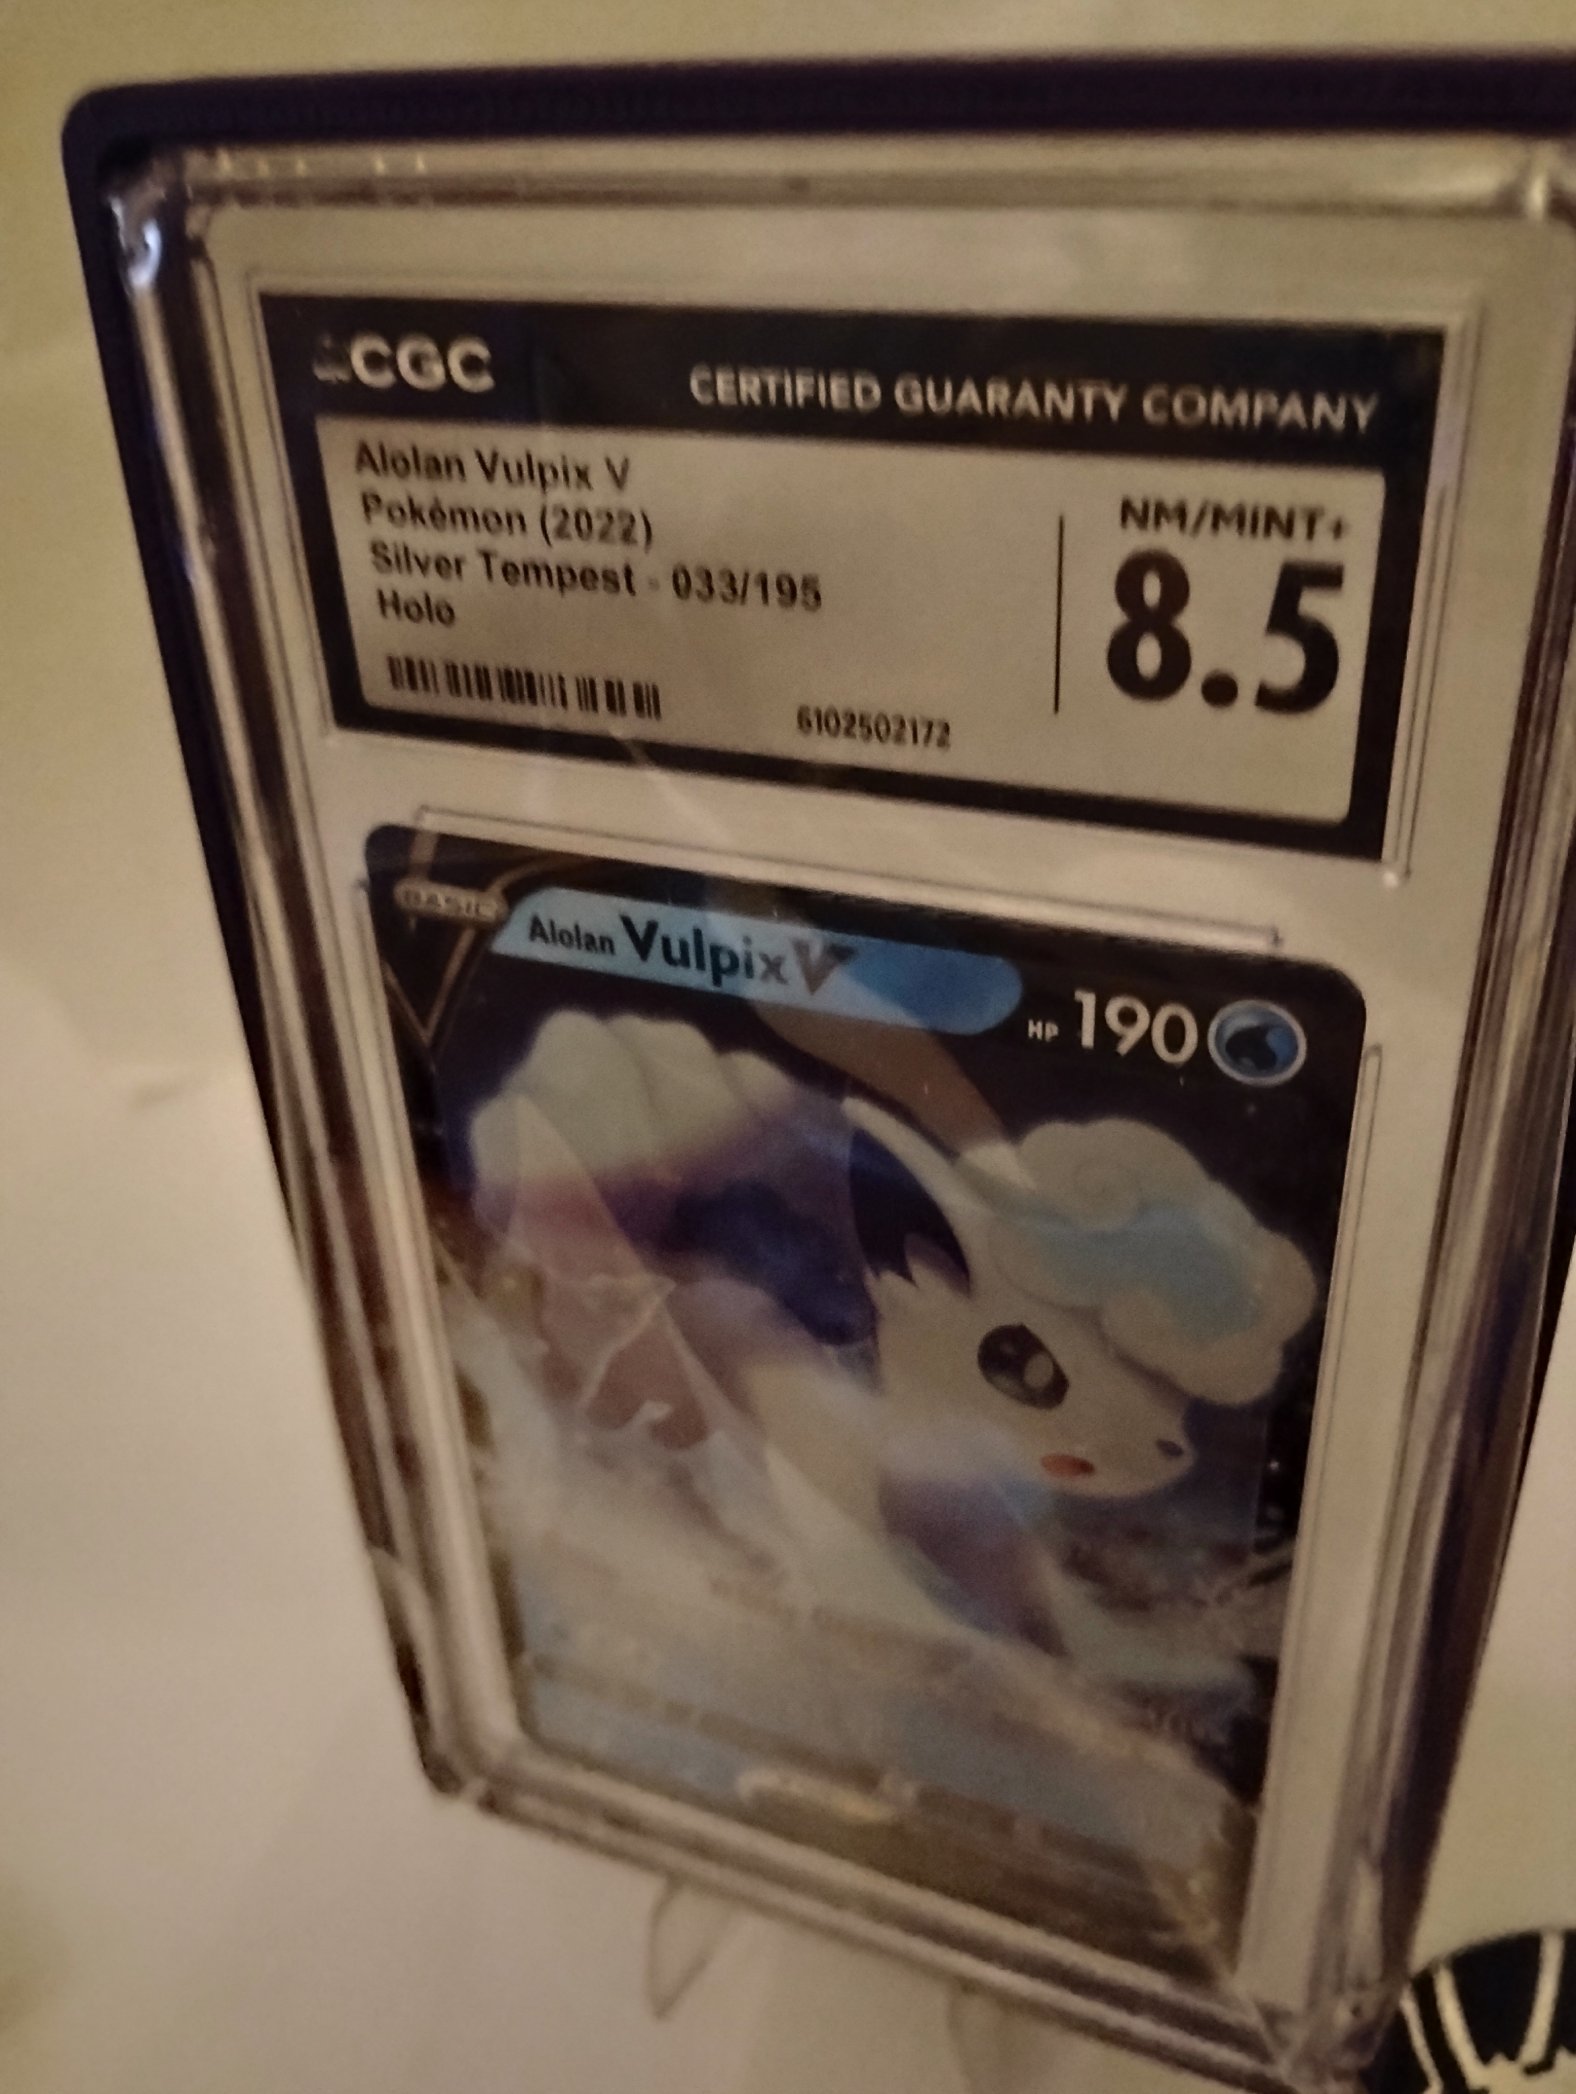 CGC
CERTIFIED GUARANTY COMPANY
Alolan Vulpix V
Pokémon (2022)
Silver Tempest - 033/195
Holo
NM/MINT+
8.5
6102502172
BASIC
Alolan Vulpix V
HP 190